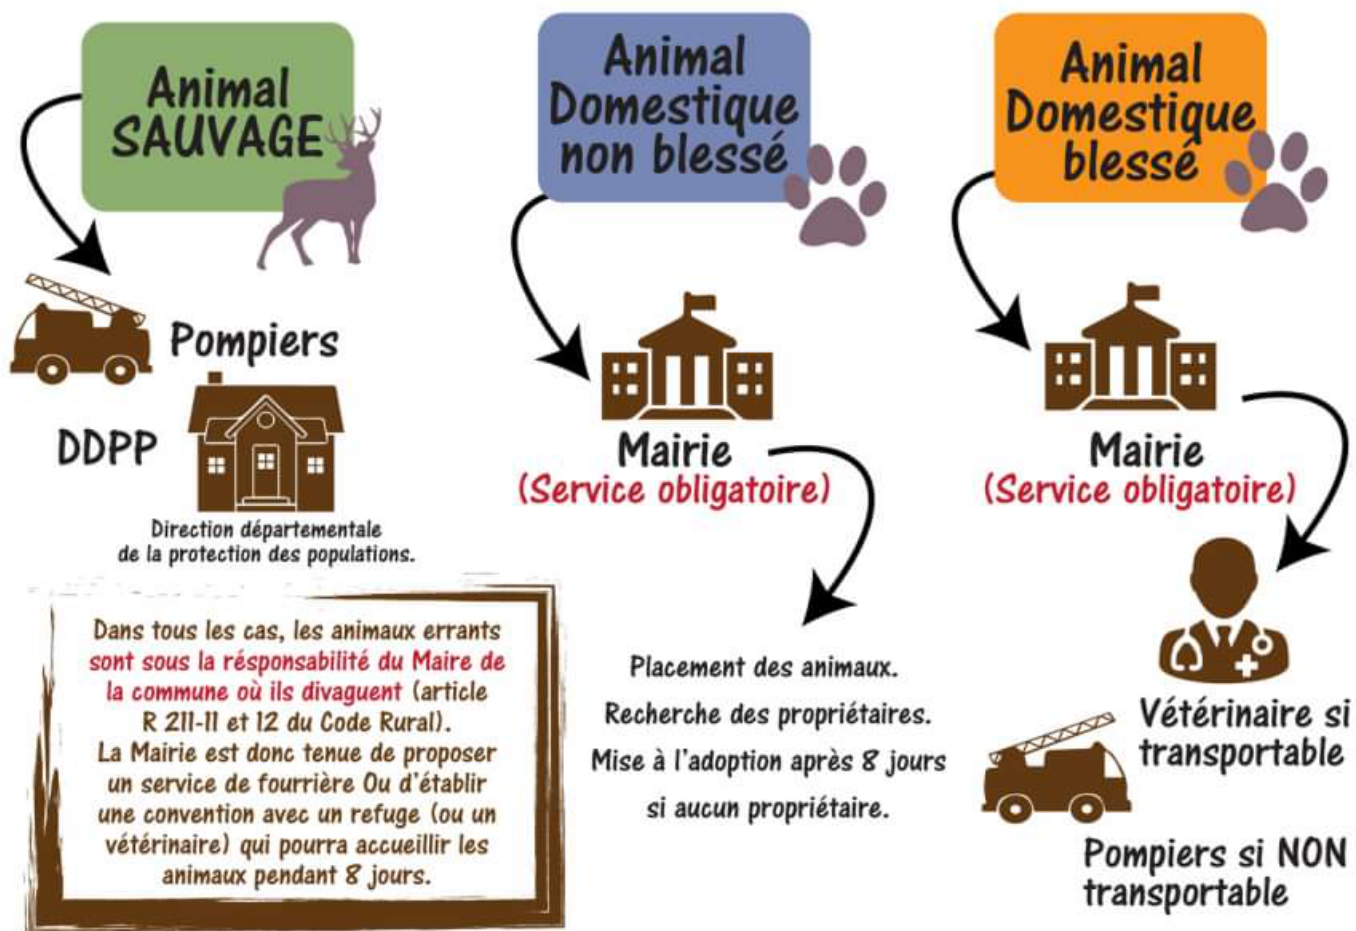 Animal
SAUVAGE
Pompiers
DDPP
Direction départementale
de la protection des populations.
Dans tous les cas, les animaux errants
sont sous la résponsabilité du Maire de
la commune où ils divaguent (article
R 211-11 et 12 du Code Rural).
La Mairie est donc tenue de proposer
un service de fourrière Ou d'établir
une convention avec un refuge (ou un
vétérinaire) qui pourra accueillir les
animaux pendant 8 jours.
Animal
Domestique
non blessé
Mairie
(Service obligatoire)
Placement des animaux.
Recherche des propriétaires.
Mise à l'adoption après 8 jours
si aucun propriétaire.
Animal
Domestique
blessé
Mairie
(Service obligatoire)
Vétérinaire si
transportable
Pompiers si NON
transportable